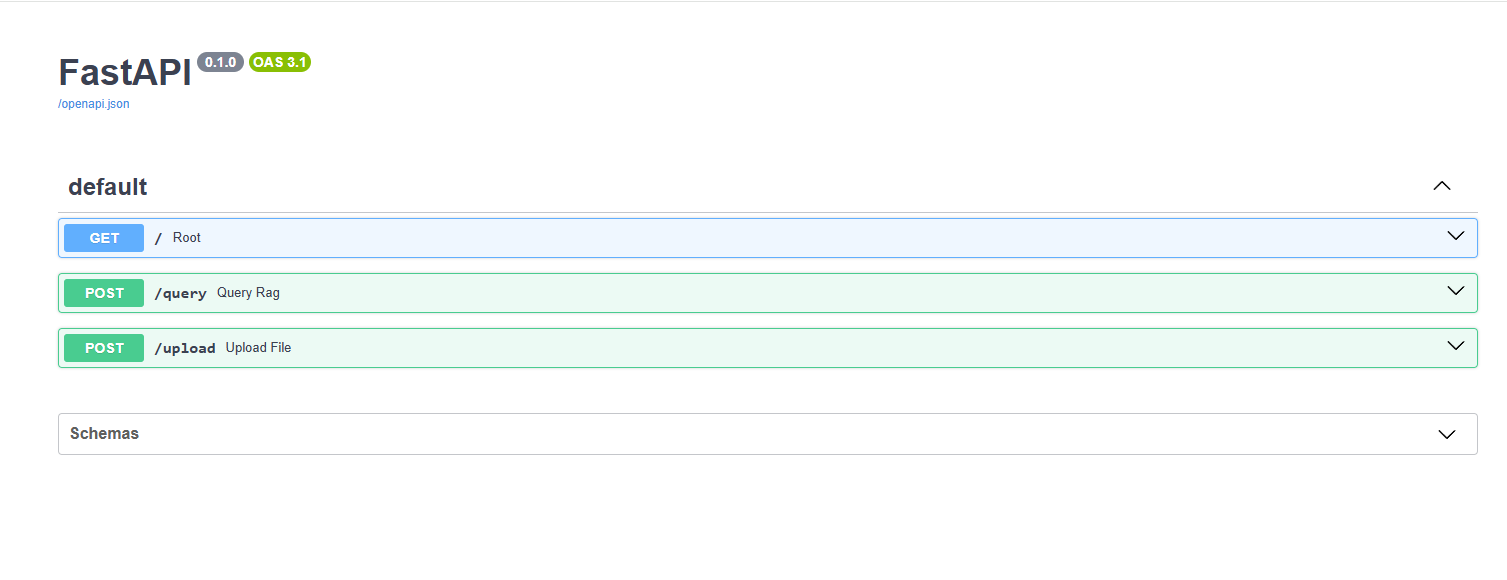 FastAPI 0.1.0 OAS 3.1
/openapi.json
default
GET / Root
POST /query Query Rag
POST /upload Upload File
Schemas